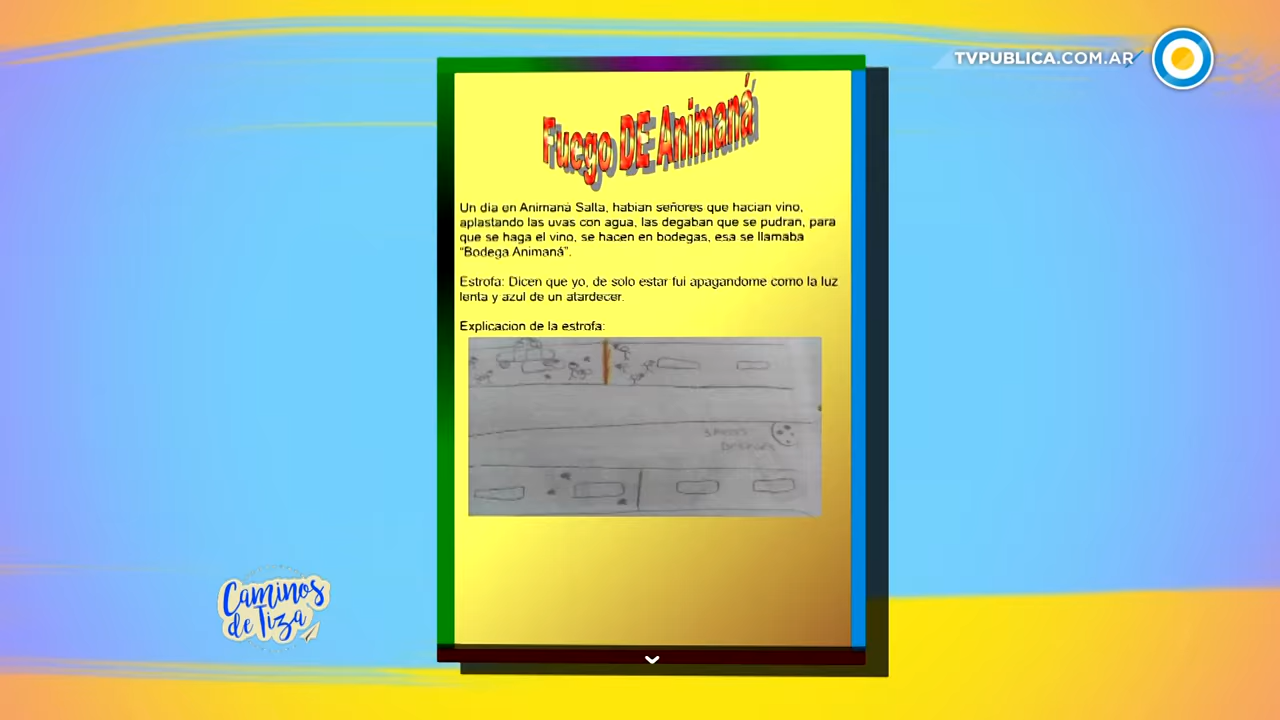 TVPUBLICA.COM.AR
Fuego DE Animaná
Un dia en Animaná Salta, habian señores que hacian vino,
aplastando las uvas con agua, las degaban que se pudran, para
que se haga el vino, se hacen en bodegas, esa se llamaba
"Bodega Animaná".
Estrofa: Dicen que yo, de solo estar fui apagandome como la luz
lenta y azul de un atardecer.
Explicacion de la estrofa:
Caminos
de Tiza